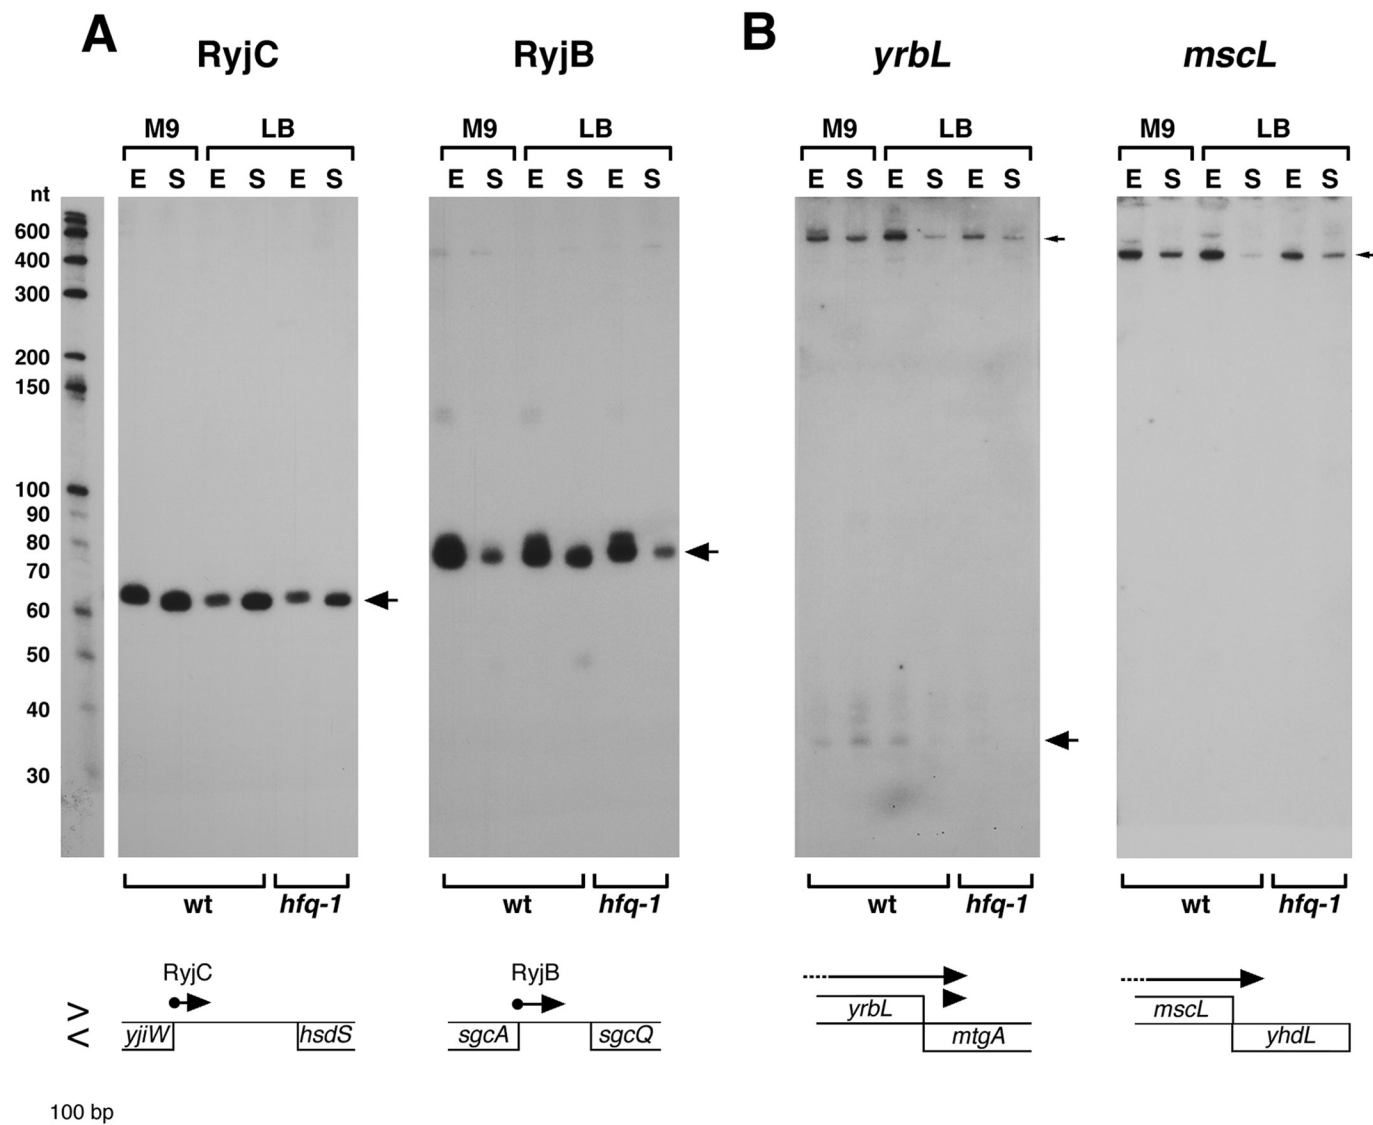 A B
RyjC RyjB yrbL mscL
M9 LB M9 LB M9 LB M9 LB
E S E S E S E S E S E S E S E S E S E S E S E S
nt
600
400
300
200
150
100
90
80
70
60
50
40
30
wt hfq-1 wt hfq-1 wt hfq-1 wt hfq-1
RyjC RyjB
> yrbL mscL
< yjiW hsdS sgcA sgcQ mtgA yhdL
100 bp